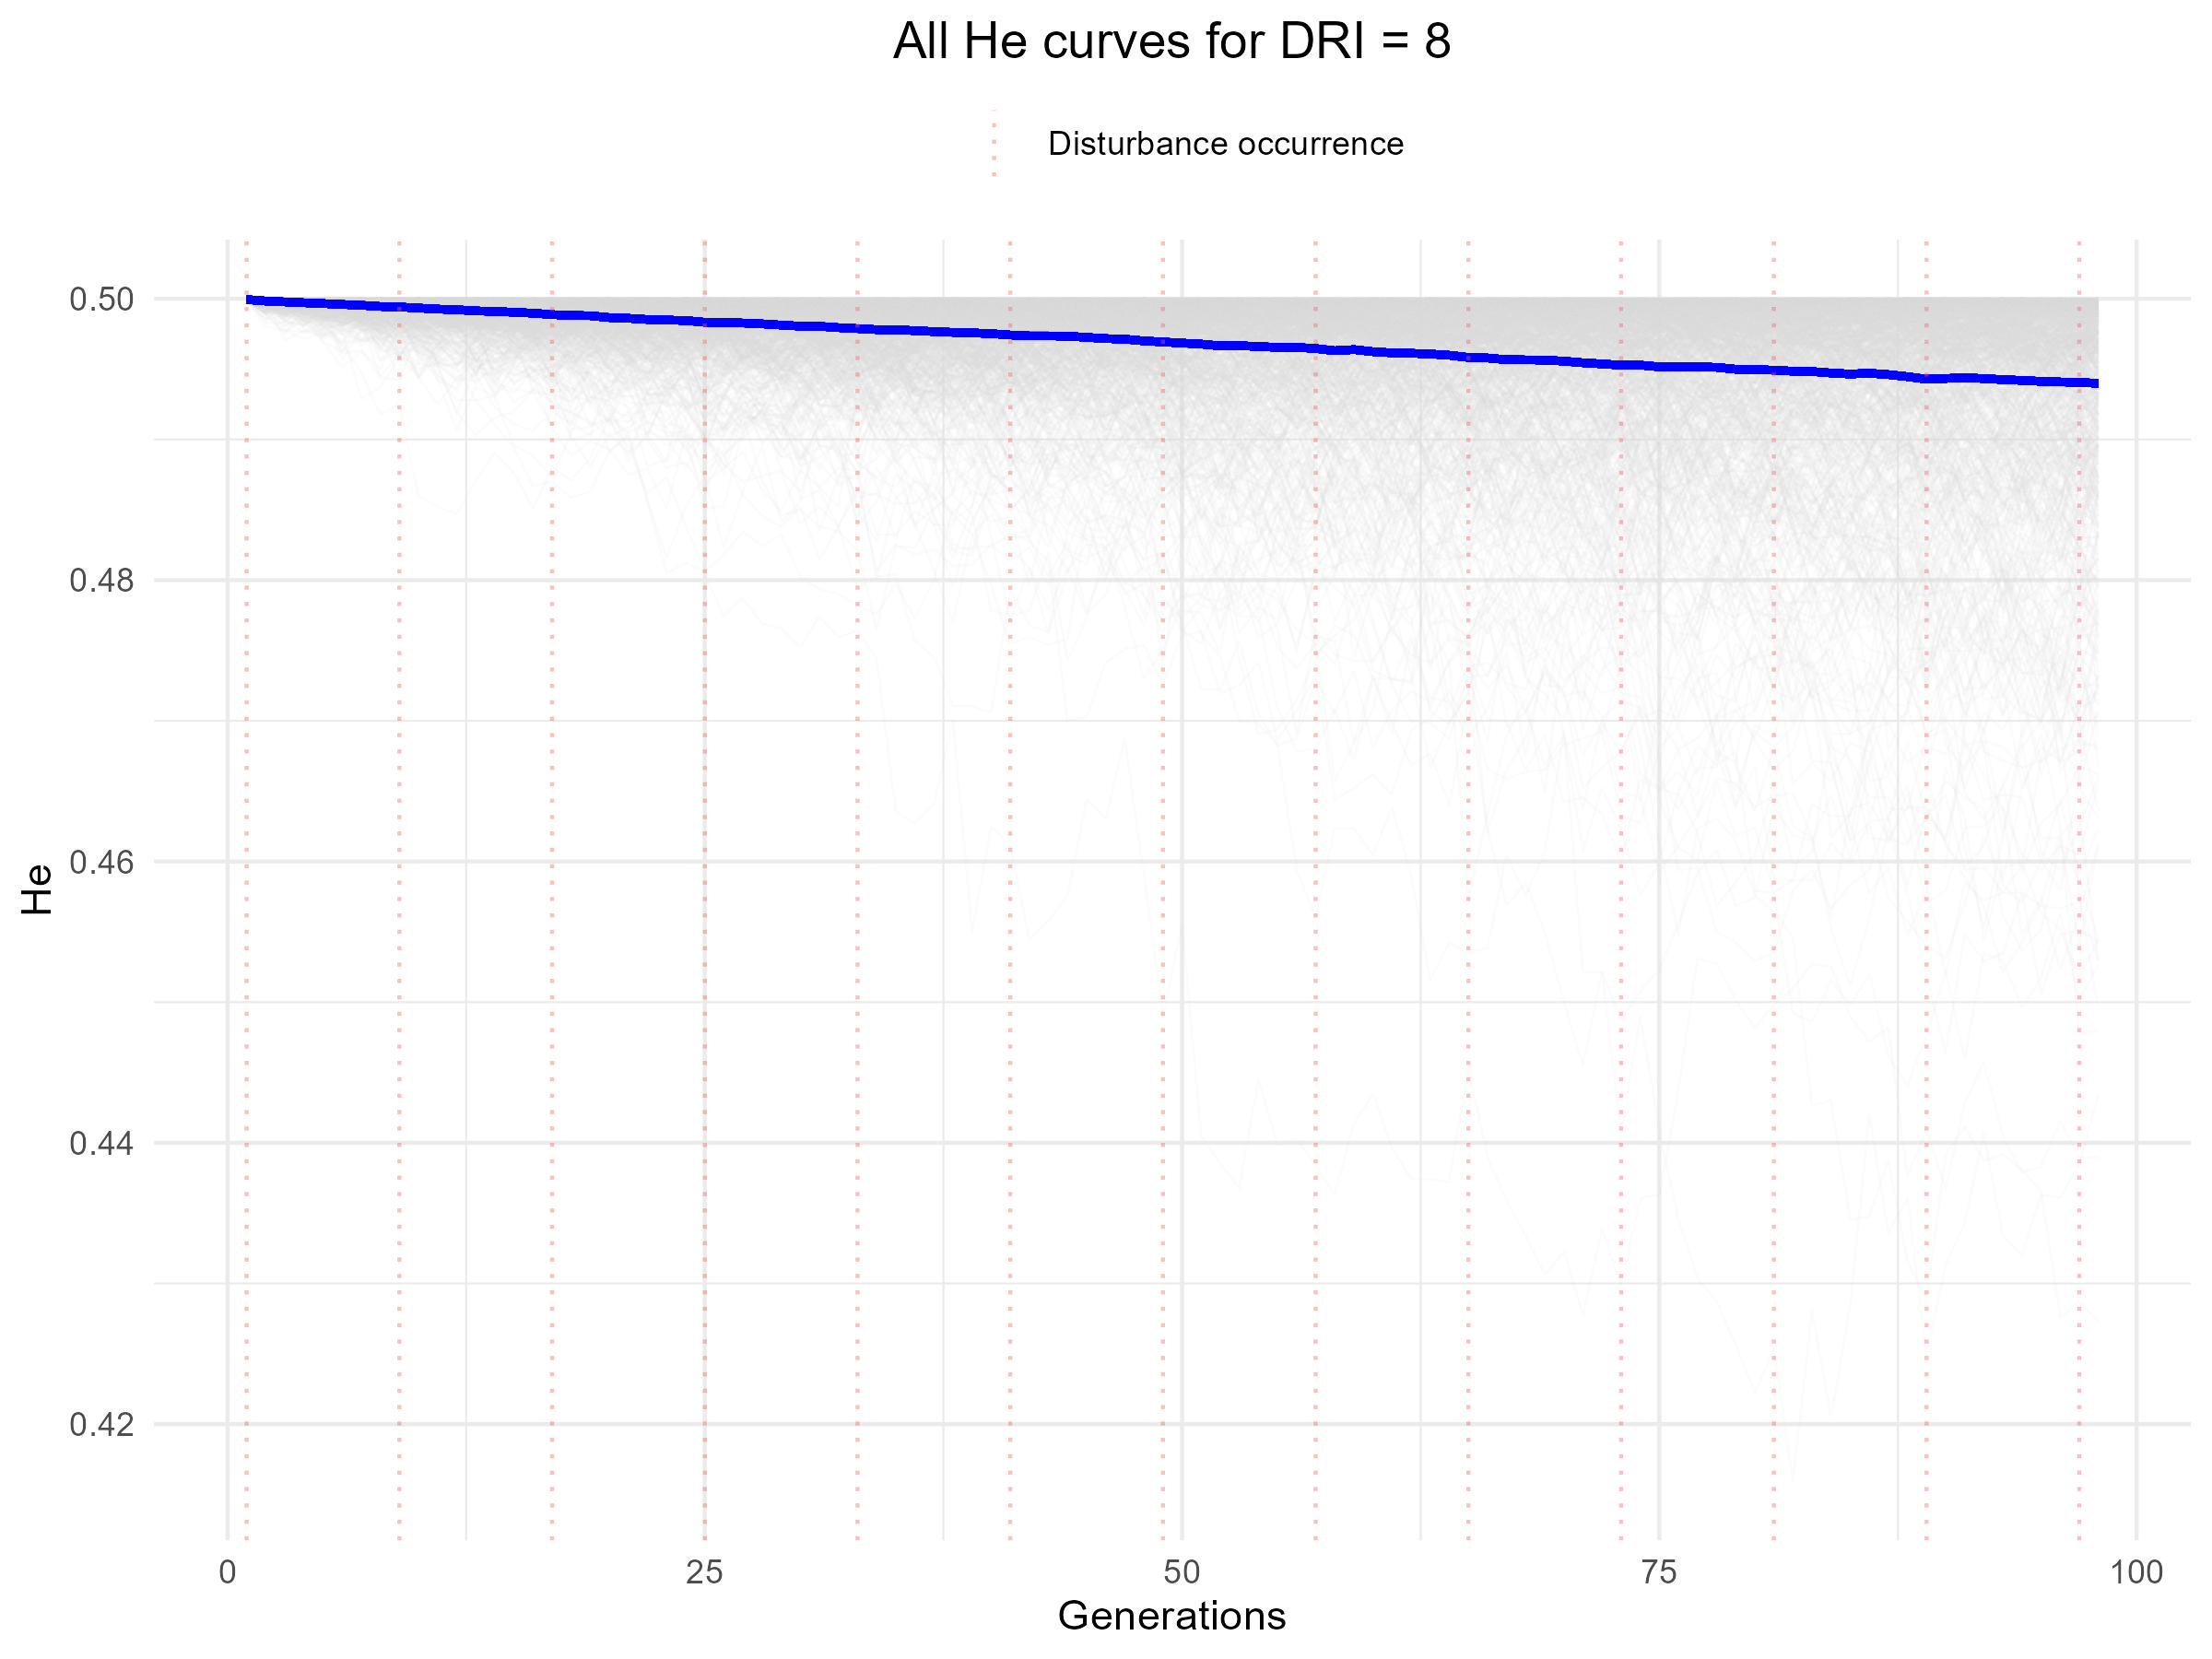 All He curves for DRI = 8
Disturbance occurrence
0.50
0.48
0.46
0.44
0.42
He
0 25 50 75 100
Generations